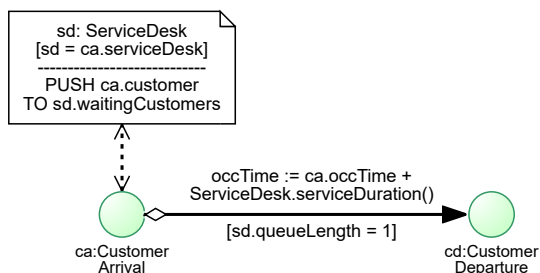 sd: ServiceDesk
[sd = ca.serviceDesk]
----------------------------
PUSH ca.customer
TO sd.waitingCustomers
occTime := ca.occTime +
ServiceDesk.serviceDuration()
[sd.queueLength = 1]
ca:Customer
Arrival
cd:Customer
Departure